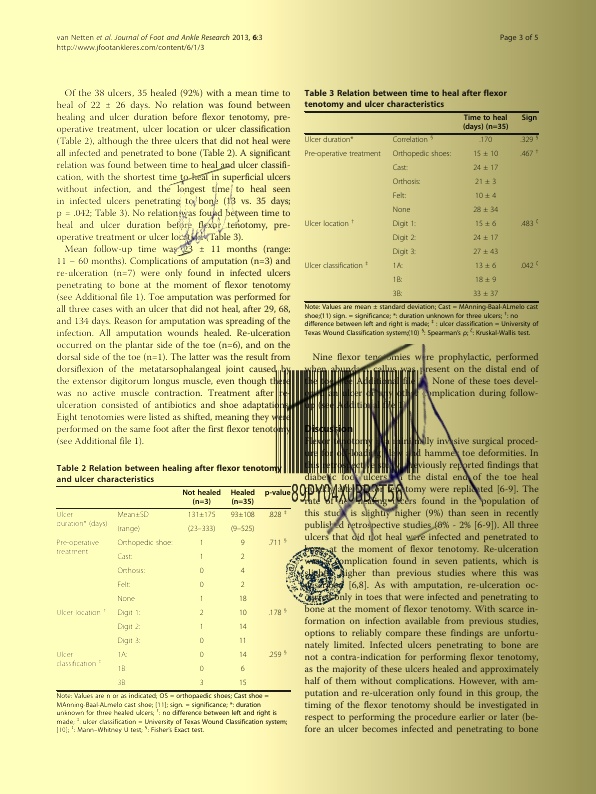 van Netten et al. Journal of Foot and Ankle Research 2013, 6:3
http://www.jfootankleres.com/content/6/1/3
Page 3 of 5
Of the 38 ulcers, 35 healed (92%) with a mean time to
heal of 22 ± 26 days. No relation was found between
healing and ulcer duration before flexor tenotomy, pre-
operative treatment, ulcer location or ulcer classification
(Table 2), although the three ulcers that did not heal were
all infected and penetrated to bone (Table 2). A significant
relation was found between time to heal and ulcer classifi-
cation, with the shortest time to heal in superficial ulcers
without infection, and the longest time to heal seen
in infected ulcers penetrating to bone (13 vs. 35 days;
p = .042; Table 3). No relation was found between time to
heal and ulcer duration before flexor tenotomy, pre-
operative treatment or ulcer location (Table 3).
Mean follow-up time was 23 ± 11 months (range:
11 – 60 months). Complications of amputation (n=3) and
re-ulceration (n=7) were only found in infected ulcers
penetrating to bone at the moment of flexor tenotomy
(see Additional file 1). Toe amputation was performed for
all three cases with an ulcer that did not heal, after 29, 68,
and 134 days. Reason for amputation was spreading of the
infection. All amputation wounds healed. Re-ulceration
occurred on the plantar side of the toe (n=6), and on the
dorsal side of the toe (n=1). The latter was the result from
dorsiflexion of the metatarsophalangeal joint caused by
the extensor digitorum longus muscle, even though there
was no active muscle contraction. Treatment after re-
ulceration consisted of antibiotics and shoe adaptations.
Eight tenotomies were listed as shifted, meaning they were
performed on the same foot after the first flexor tenotomy
(see Additional file 1).
Table 2 Relation between healing after flexor tenotomy
and ulcer characteristics
Not healed (n=3) Healed (n=35) p-value
Ulcer duration* (days) Mean±SD 131±175 93±108 .828 ‡
(range) (23–333) (9–525)
Pre-operative treatment Orthopedic shoe: 1 9 .711 §
Cast: 1 2
Orthosis: 0 4
Felt: 0 2
None 1 18
Ulcer location † Digit 1: 2 10 .178 §
Digit 2: 1 14
Digit 3: 0 11
Ulcer classification ‡ 1A: 0 14 .259 §
1B 0 6
3B 3 15
Note: Values are n or as indicated; OS = orthopaedic shoes; Cast shoe =
MAnning-Baal-ALmelo cast shoe; [11]; sign. = significance; *: duration
unknown for three healed ulcers; †: no difference between left and right is
made; ‡: ulcer classification = University of Texas Wound Classification system;
[10]; ‡: Mann–Whitney U test; §: Fisher's Exact test.
Table 3 Relation between time to heal after flexor
tenotomy and ulcer characteristics
Time to heal (days) (n=35) Sign
Ulcer duration* Correlation § .170 .329 §
Pre-operative treatment Orthopedic shoes: 15 ± 10 .467 £
Cast: 24 ± 17
Orthosis: 21 ± 3
Felt: 10 ± 4
None 28 ± 34
Ulcer location † Digit 1: 15 ± 6 .483 £
Digit 2: 24 ± 17
Digit 3: 27 ± 43
Ulcer classification ‡ 1A: 13 ± 6 .042 £
1B: 18 ± 9
3B: 33 ± 37
Note: Values are mean ± standard deviation; Cast = MAnning-Baal-ALmelo cast
shoe;(11) sign. = significance; *: duration unknown for three ulcers; †: no
difference between left and right is made; ‡: ulcer classification = University of
Texas Wound Classification system;(10) §: Spearman's ρ; £: Kruskal-Wallis test.
Nine flexor tenotomies were prophylactic, performed
when abundant callus was present on the distal end of
the toe (see Additional file 1). None of these toes devel-
an ulcer or any other complication during follow-
up (see Additional file 1).
Discussion
Flexor tenotomy is a minimally invasive surgical proced-
ure for off-loading claw and hammer toe deformities. In
this retrospective study, previously reported findings that
diabetic foot ulcers on the distal end of the toe heal
tenotomy were replicated [6-9]. The
rate of non-healing ulcers found in the population of
this study is slightly higher (9%) than seen in recently
published retrospective studies (0% - 2% [6-9]). All three
ulcers that did not heal were infected and penetrated to
bone at the moment of flexor tenotomy. Re-ulceration
was a complication found in seven patients, which is
slightly higher than previous studies where this was
[6,8]. As with amputation, re-ulceration oc-
curred only in toes that were infected and penetrating to
bone at the moment of flexor tenotomy. With scarce in-
formation on infection available from previous studies,
options to reliably compare these findings are unfortu-
nately limited. Infected ulcers penetrating to bone are
not a contra-indication for performing flexor tenotomy,
as the majority of these ulcers healed and approximately
half of them without complications. However, with am-
putation and re-ulceration only found in this group, the
timing of the flexor tenotomy should be investigated in
respect to performing the procedure earlier or later (be-
fore an ulcer becomes infected and penetrating to bone
89PY04XUBRZ156